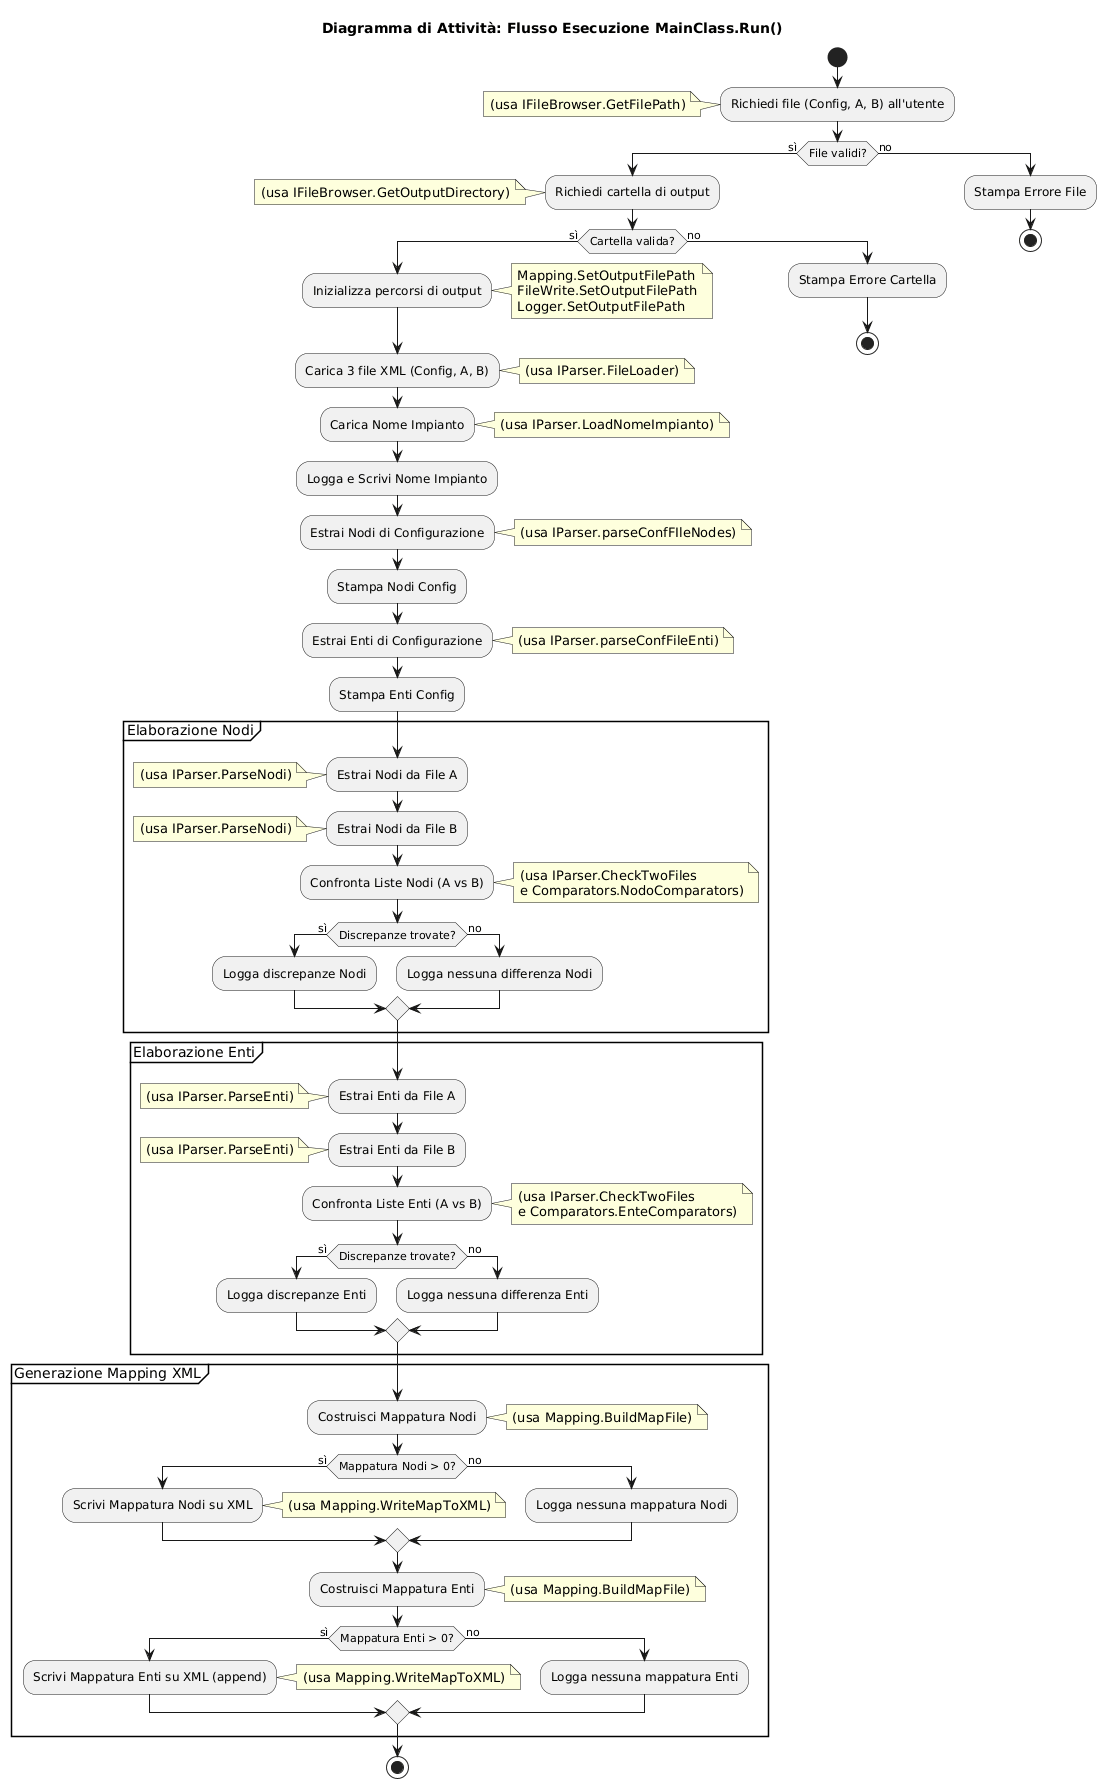 Diagramma di Attività: Flusso Esecuzione MainClass.Run()
(usa IFileBrowser.GetFilePath)
Richiedi file (Config, A, B) all'utente
sì
File validi?
no
(usa IFileBrowser.GetOutputDirectory)
Richiedi cartella di output
Stampa Errore File
sì
Cartella valida?
no
Inizializza percorsi di output
Mapping.SetOutputFilePath
FileWrite.SetOutputFilePath
Logger.SetOutputFilePath
Stampa Errore Cartella
Carica 3 file XML (Config, A, B)
(usa IParser.FileLoader)
Carica Nome Impianto
(usa IParser.LoadNomeImpianto)
Logga e Scrivi Nome Impianto
Estrai Nodi di Configurazione
(usa IParser.parseConfFIleNodes)
Stampa Nodi Config
Estrai Enti di Configurazione
(usa IParser.parseConfFileEnti)
Stampa Enti Config
Elaborazione Nodi
(usa IParser.ParseNodi)
Estrai Nodi da File A
(usa IParser.ParseNodi)
Estrai Nodi da File B
Confronta Liste Nodi (A vs B)
(usa IParser.CheckTwoFiles
e Comparators.NodoComparators)
sì
Discrepanze trovate?
no
Logga discrepanze Nodi
Logga nessuna differenza Nodi
Elaborazione Enti
(usa IParser.ParseEnti)
Estrai Enti da File A
(usa IParser.ParseEnti)
Estrai Enti da File B
Confronta Liste Enti (A vs B)
(usa IParser.CheckTwoFiles
e Comparators.EnteComparators)
sì
Discrepanze trovate?
no
Logga discrepanze Enti
Logga nessuna differenza Enti
Generazione Mapping XML
Costruisci Mappatura Nodi
(usa Mapping.BuildMapFile)
sì
Mappatura Nodi > 0?
no
Scrivi Mappatura Nodi su XML
(usa Mapping.WriteMapToXML)
Logga nessuna mappatura Nodi
Costruisci Mappatura Enti
(usa Mapping.BuildMapFile)
sì
Mappatura Enti > 0?
no
Scrivi Mappatura Enti su XML (append)
(usa Mapping.WriteMapToXML)
Logga nessuna mappatura Enti